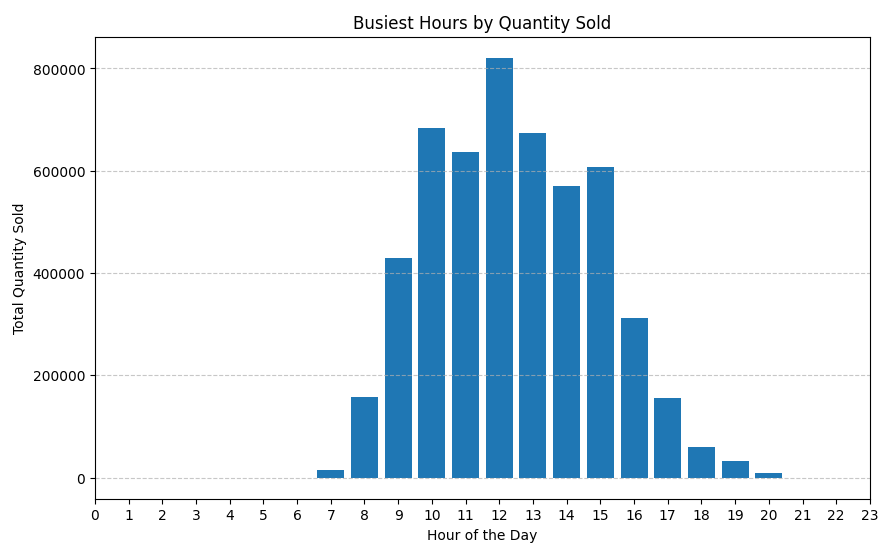 Busiest Hours by Quantity Sold
Total Quantity Sold
800000
600000
400000
200000
0
0 1 2 3 4 5 6 7 8 9 10 11 12 13 14 15 16 17 18 19 20 21 22 23
Hour of the Day